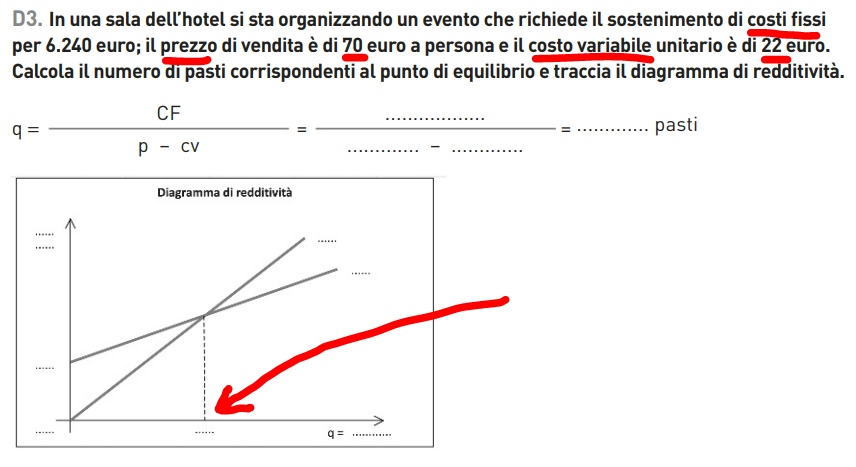 D3. In una sala dell'hotel si sta organizzando un evento che richiede il sostenimento di costi fissi
per 6.240 euro; il prezzo di vendita è di 70 euro a persona e il costo variabile unitario è di 22 euro.
Calcola il numero di pasti corrispondenti al punto di equilibrio e traccia il diagramma di redditività.
CF ..................
q = = = ............. pasti
p - cv ............. - .............
Diagramma di redditività
......
...... ......
......
......
...... ...... q = ............